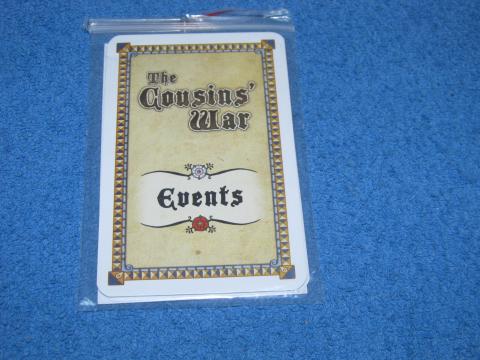 The
Cousins'
War
Events